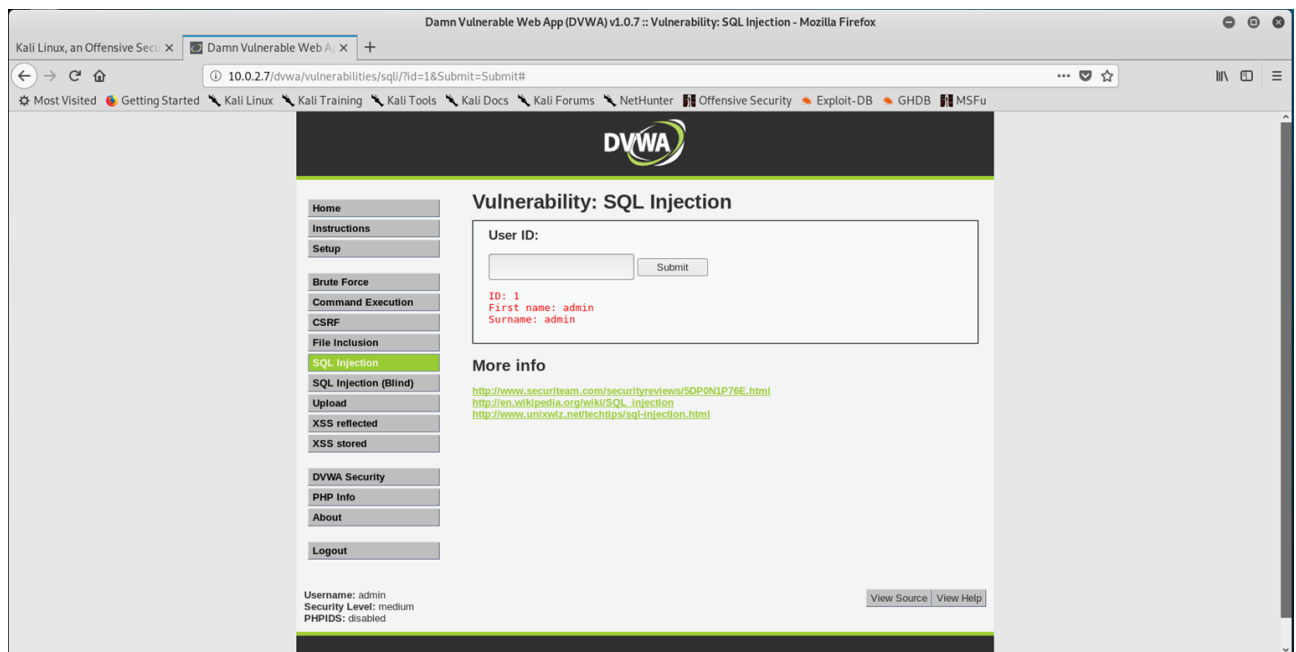 Damn Vulnerable Web App (DVWA) v1.0.7 :: Vulnerability: SQL Injection - Mozilla Firefox
Kali Linux, an Offensive Secu
Damn Vulnerable Web A
10.0.2.7/dvwa/vulnerabilities/sqli/?id=1&Submit=Submit#
Most Visited Getting Started Kali Linux Kali Training Kali Tools Kali Docs Kali Forums NetHunter Offensive Security Exploit-DB GHDB MSFu
DVWA
Home
Instructions
Setup
Brute Force
Command Execution
CSRF
File Inclusion
SQL Injection
SQL Injection (Blind)
Upload
XSS reflected
XSS stored
DVWA Security
PHP Info
About
Logout
Vulnerability: SQL Injection
User ID:
Submit
ID: 1
First name: admin
Surname: admin
More info
http://www.securiteam.com/securityreviews/5DP0N1P76E.html
http://en.wikipedia.org/wiki/SQL_injection
http://www.unixwiz.net/techtips/sql-injection.html
Username: admin
Security Level: medium
PHPIDS: disabled
View Source View Help